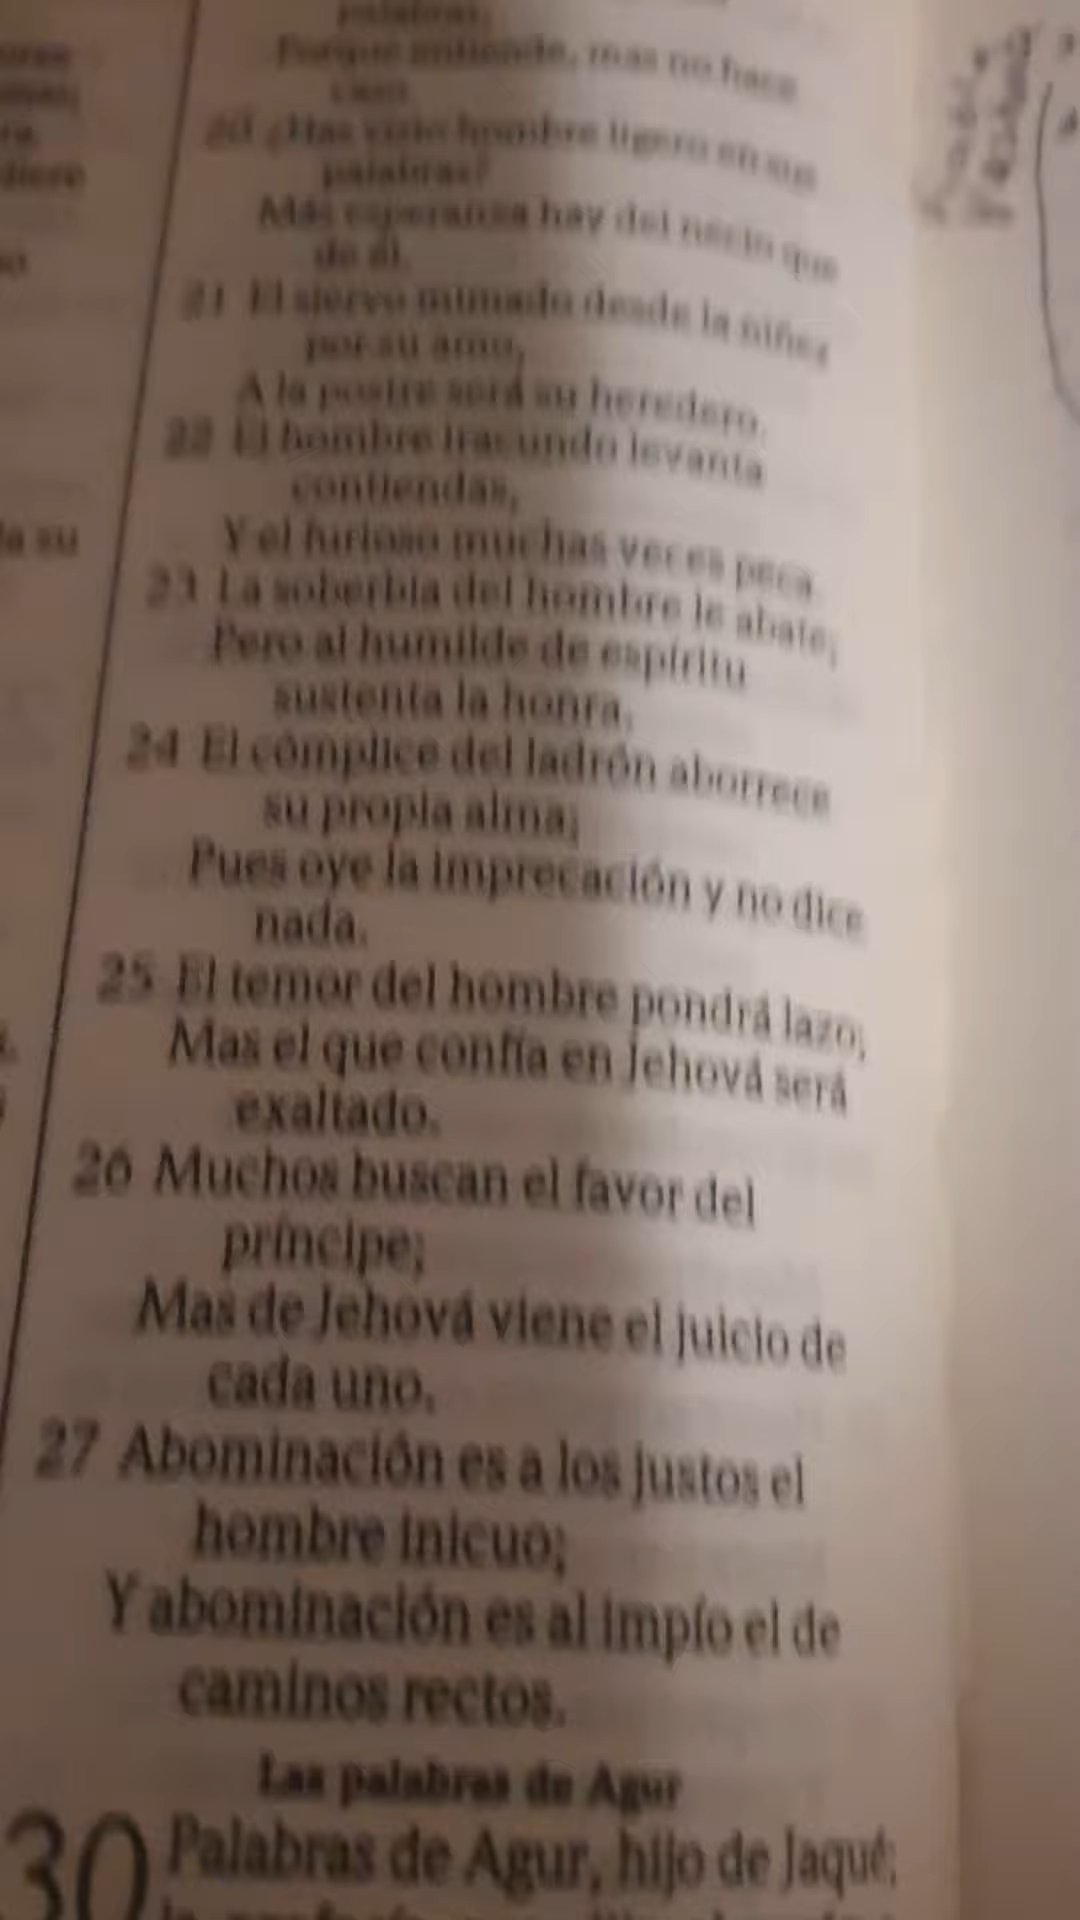 palabras.
Porque entiende, mas no hace
caso.
20 ¿Has visto hombre ligero en sus
palabras?
Más esperanza hay del necio que
de él.
21 El siervo mimado desde la niñez
por su amo,
A la postre será su heredero.
22 El hombre iracundo levanta
contiendas,
Y el furioso muchas veces peca.
23 La soberbia del hombre le abate;
Pero al humilde de espíritu
sustenta la honra.
24 El cómplice del ladrón aborrece
su propia alma;
Pues oye la imprecación y no dice
nada.
25 El temor del hombre pondrá lazo;
Mas el que confía en Jehová será
exaltado.
26 Muchos buscan el favor del
príncipe;
Mas de Jehová viene el juicio de
cada uno.
27 Abominación es a los justos el
hombre inicuo;
Y abominación es al impío el de
caminos rectos.
Las palabras de Agur
30 Palabras de Agur, hijo de Jaqué;